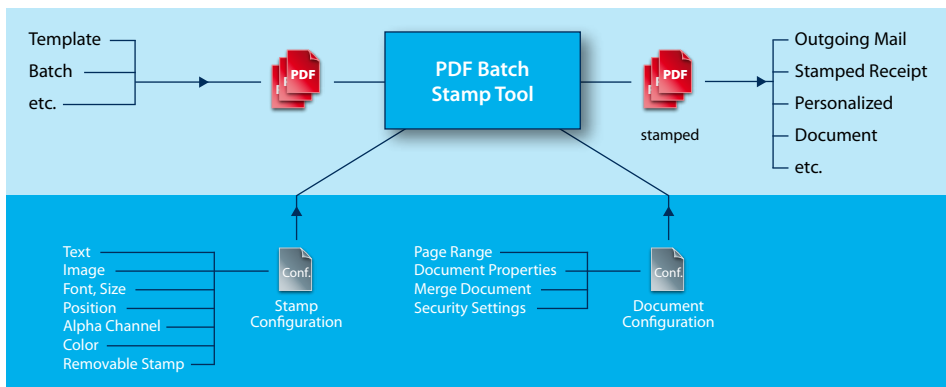 Template
Batch
etc.
PDF
PDF Batch
Stamp Tool
PDF
stamped
Outgoing Mail
Stamped Receipt
Personalized
Document
etc.
Text
Image
Font, Size
Position
Alpha Channel
Color
Removable Stamp
Conf.
Stamp
Configuration
Page Range
Document Properties
Merge Document
Security Settings
Conf.
Document
Configuration